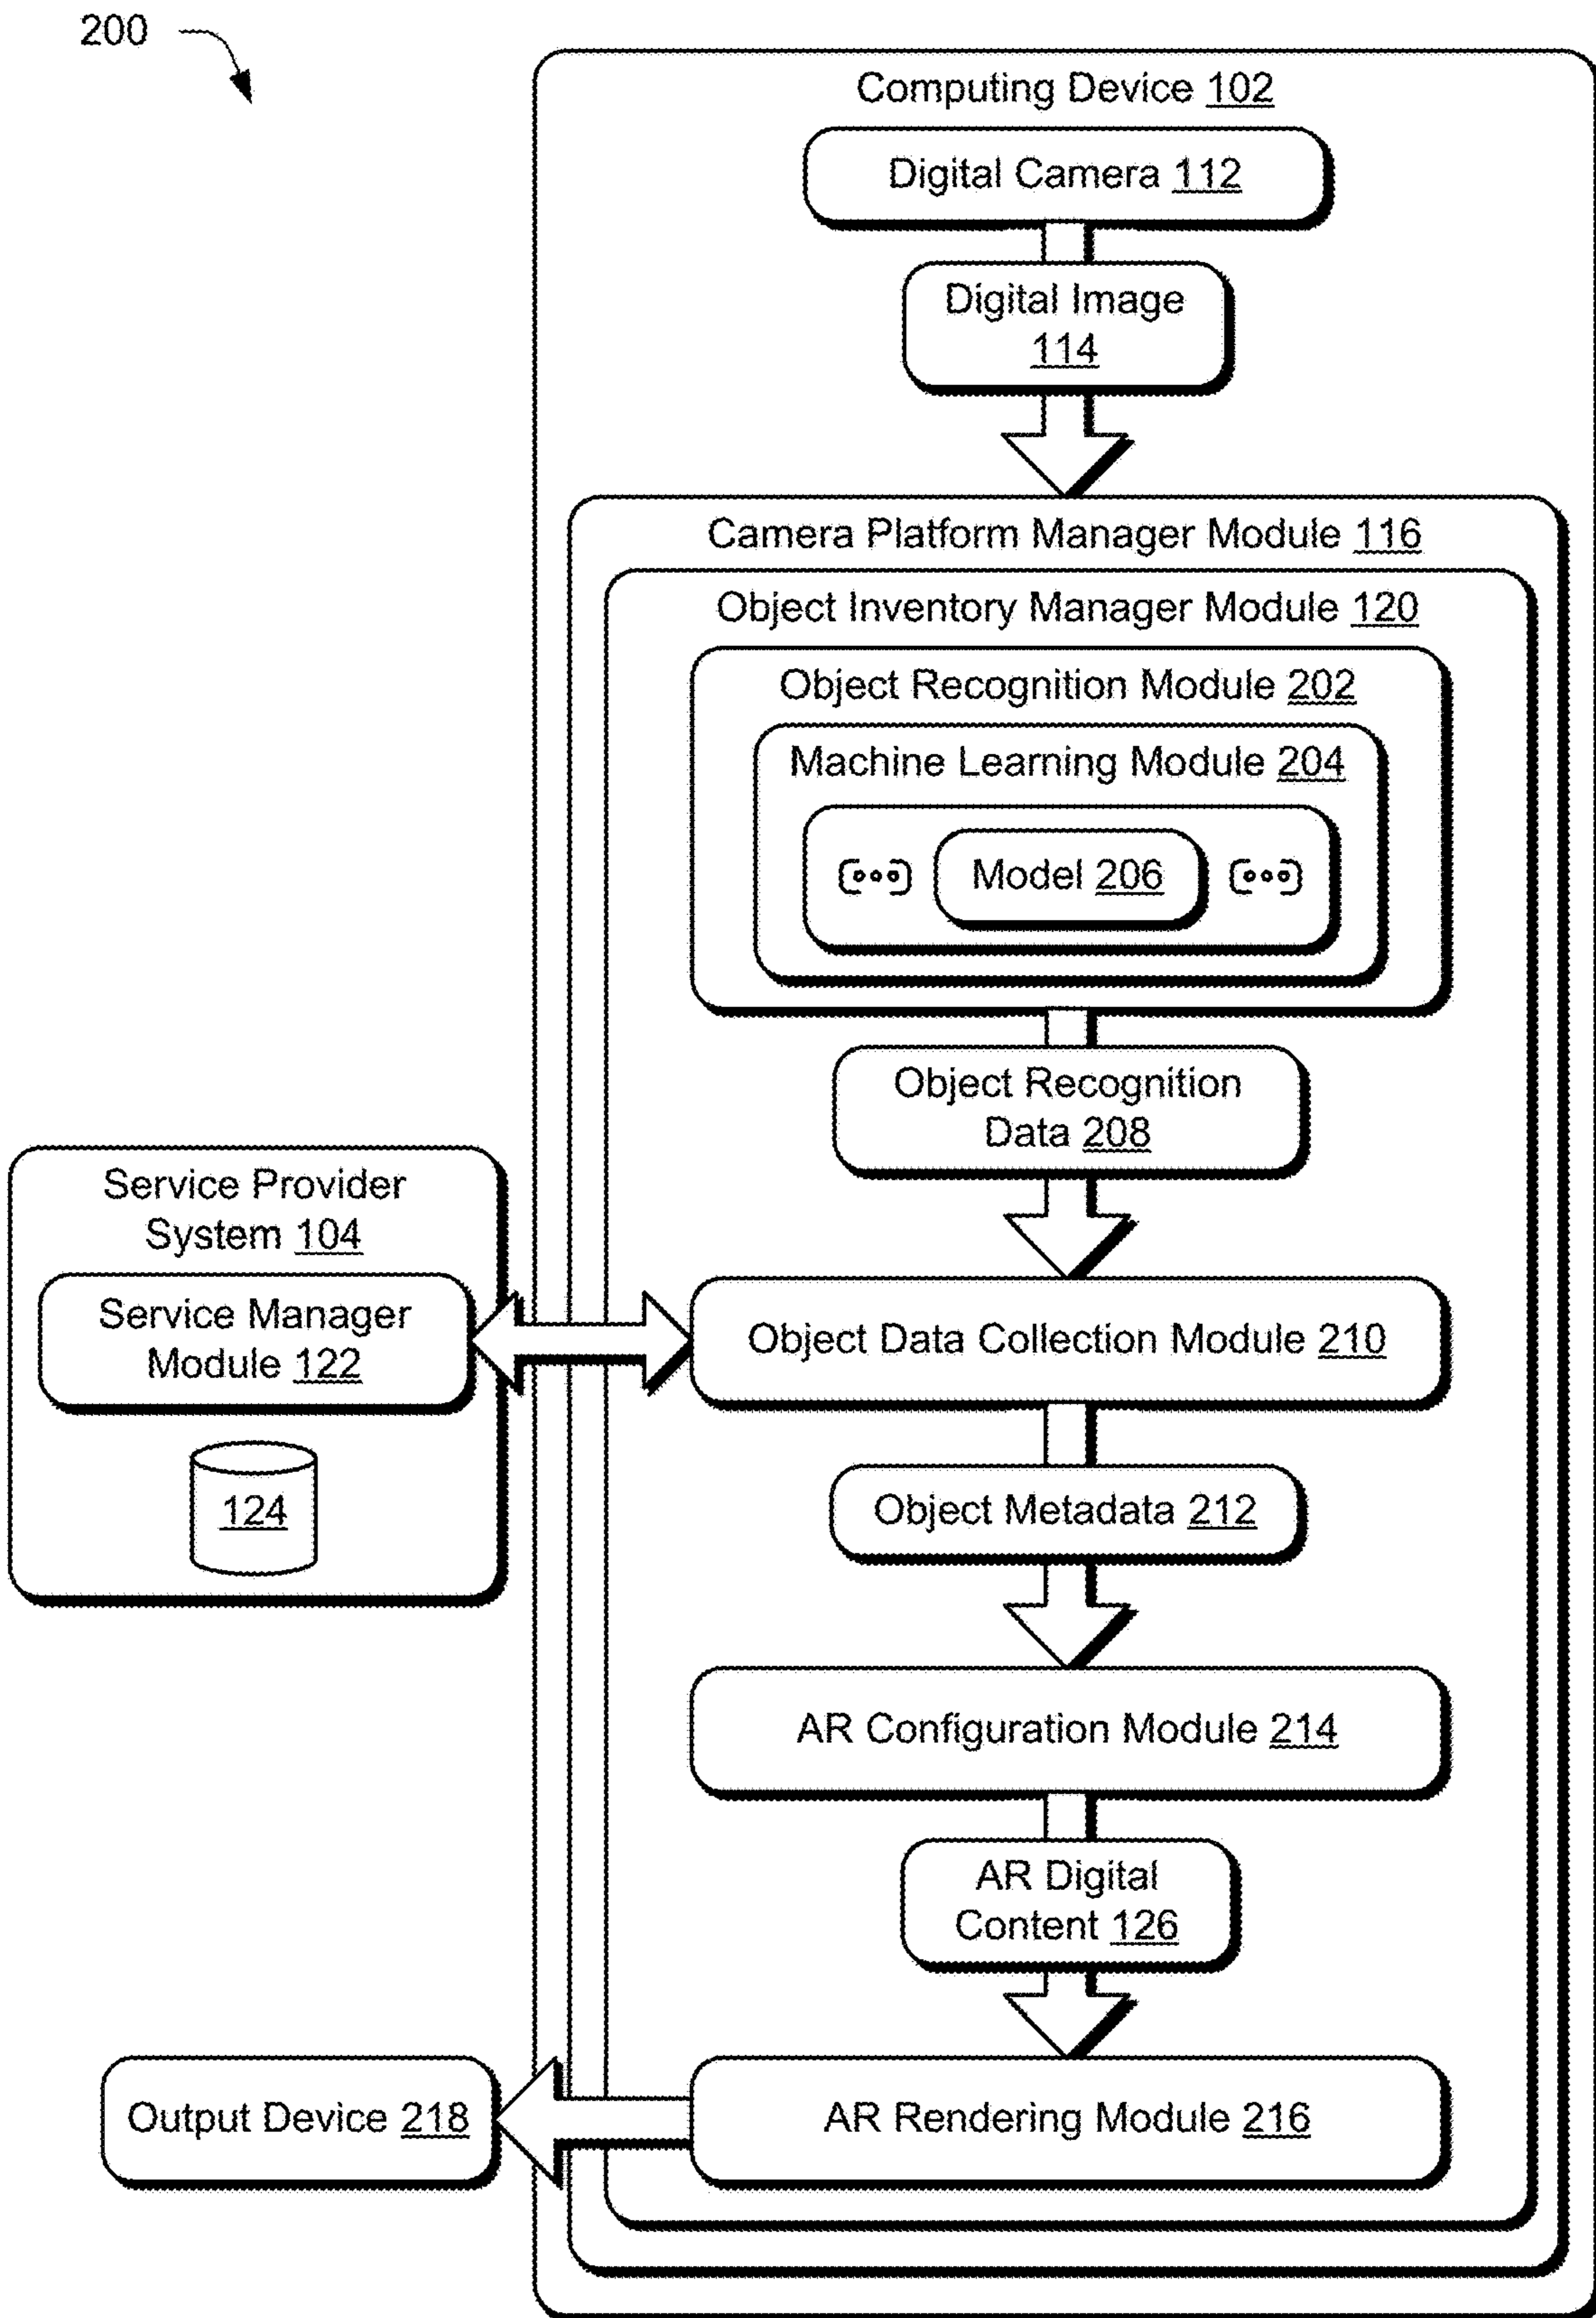 200
Computing Device 102
Digital Camera 112
Digital Image
114
Camera Platform Manager Module 116
Object Inventory Manager Module 120
Object Recognition Module 202
Machine Learning Module 204
Model 206
Object Recognition
Data 208
Service Provider
System 104
Service Manager
Module 122
124
Object Data Collection Module 210
Object Metadata 212
AR Configuration Module 214
AR Digital
Content 126
Output Device 218
AR Rendering Module 216